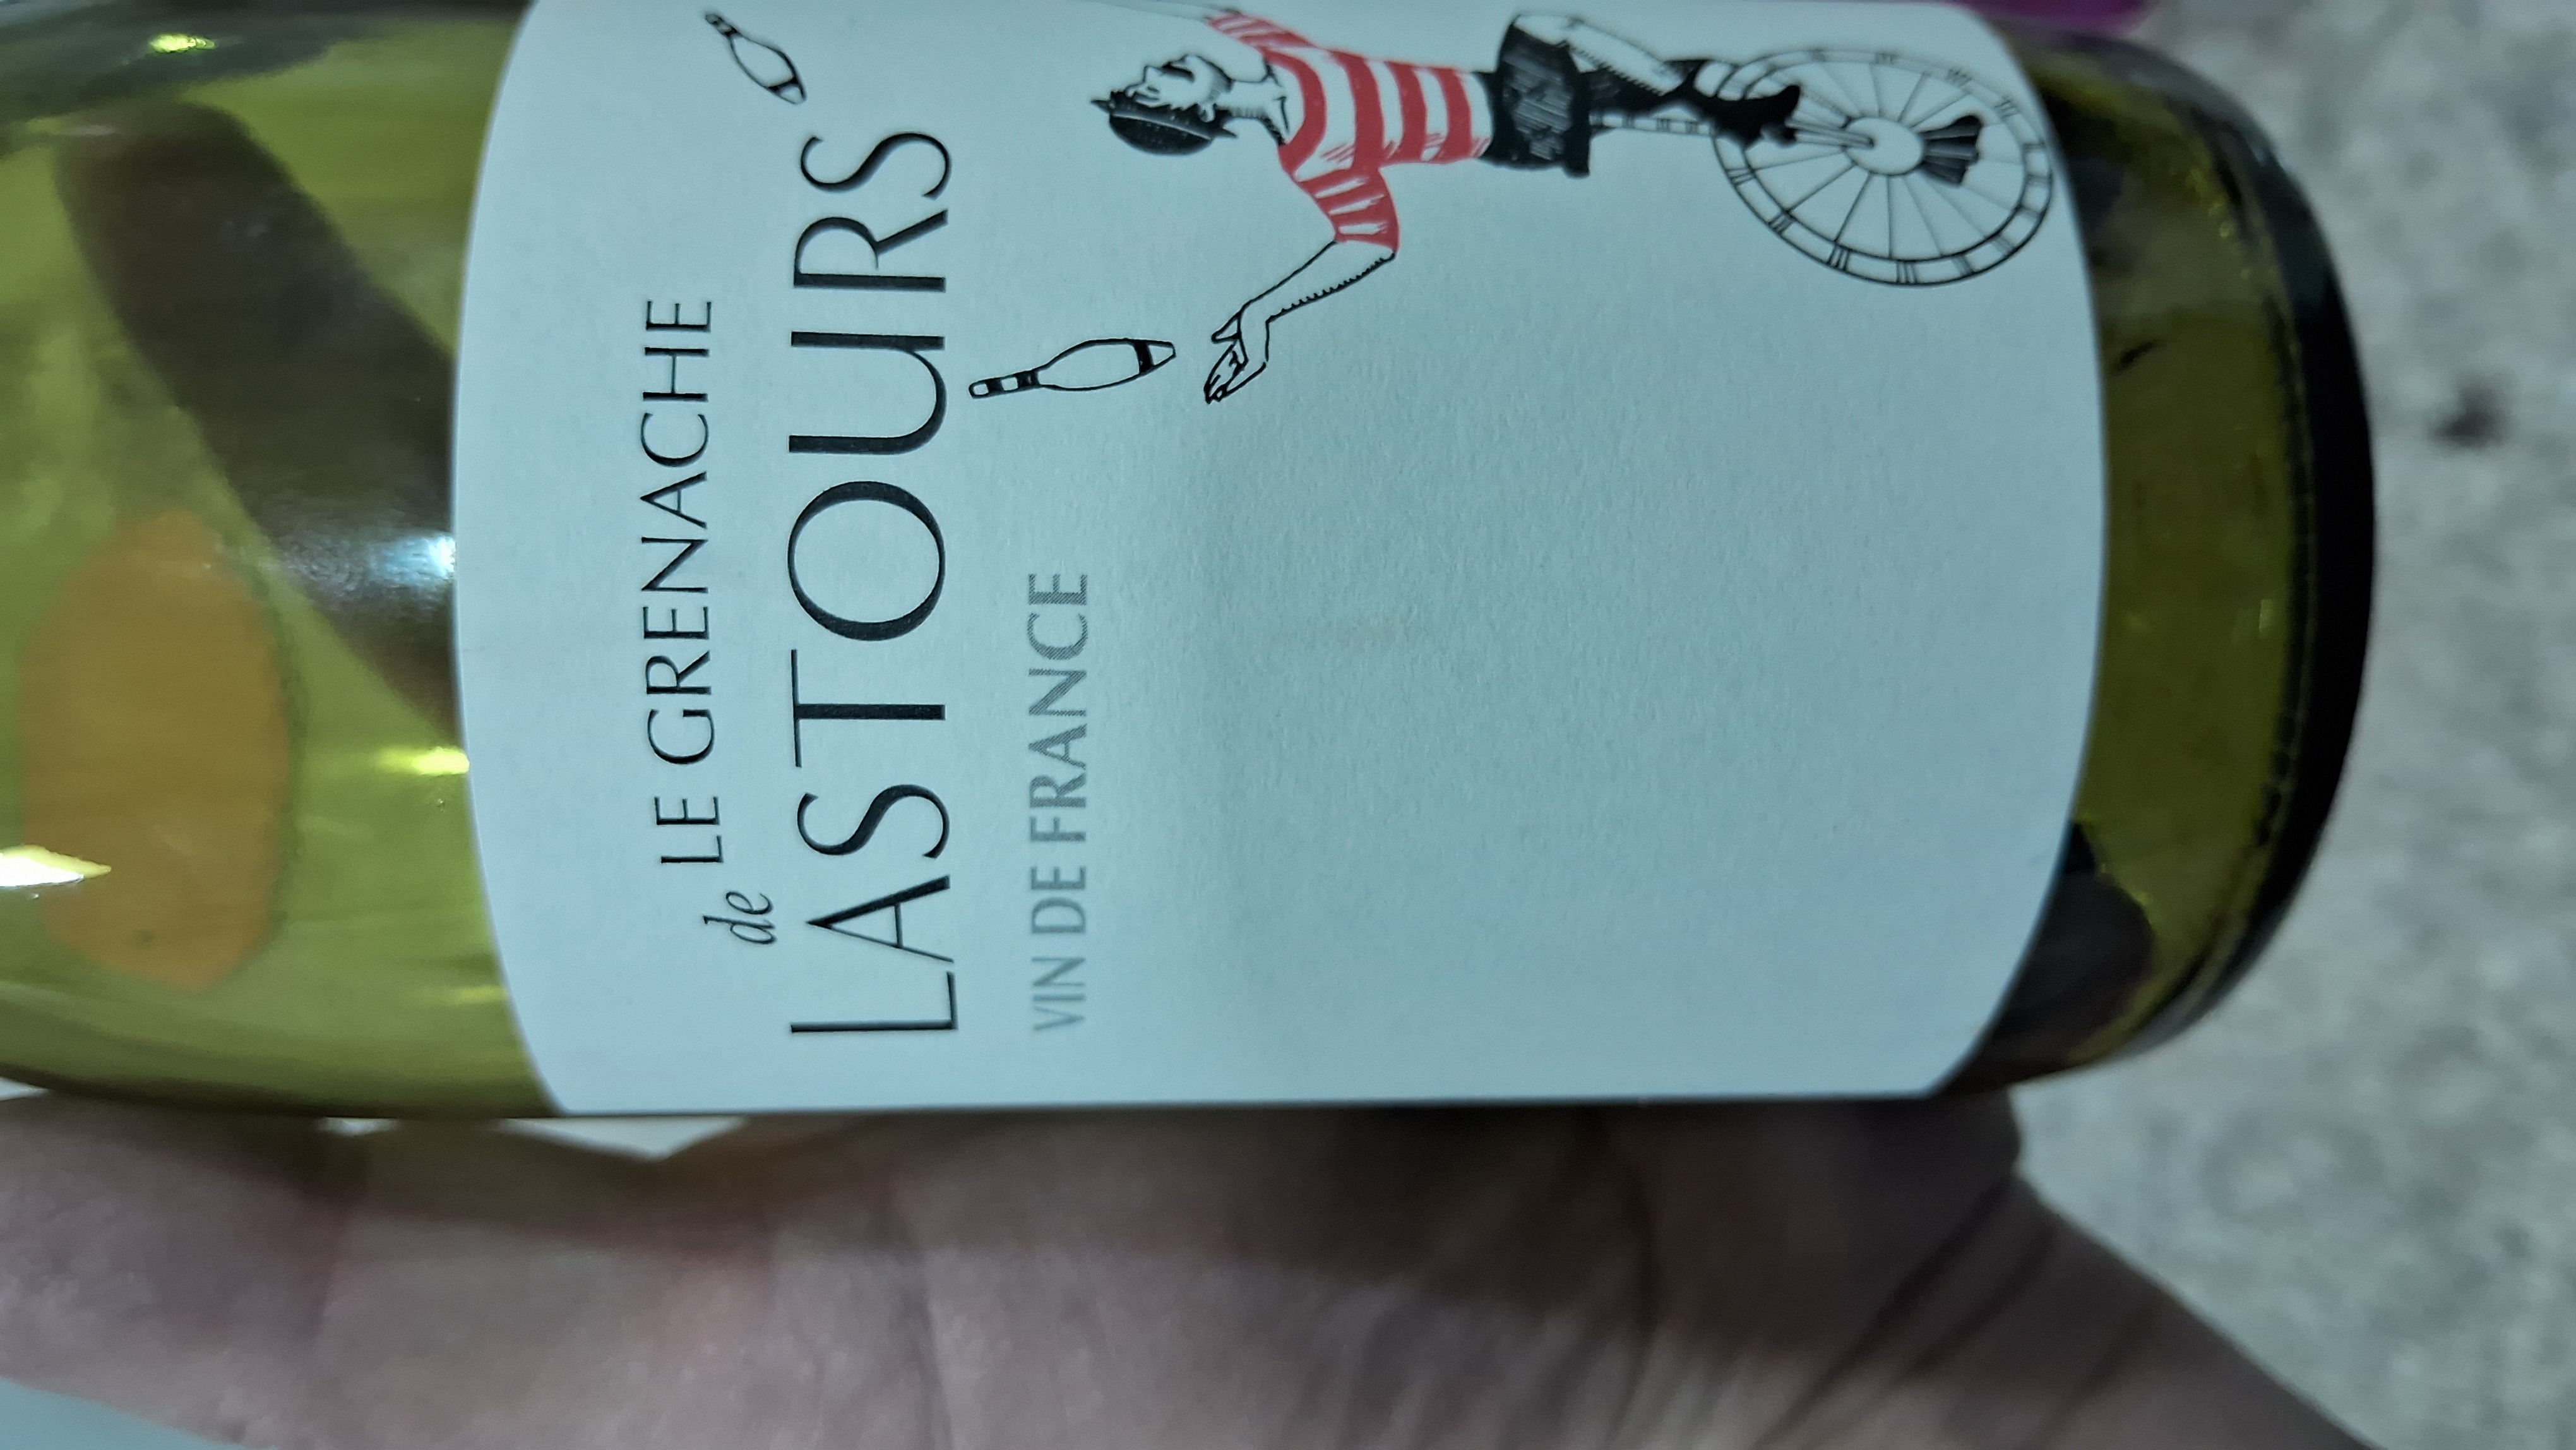 LE GRENACHE
de
LASTOURS
VIN DE FRANCE